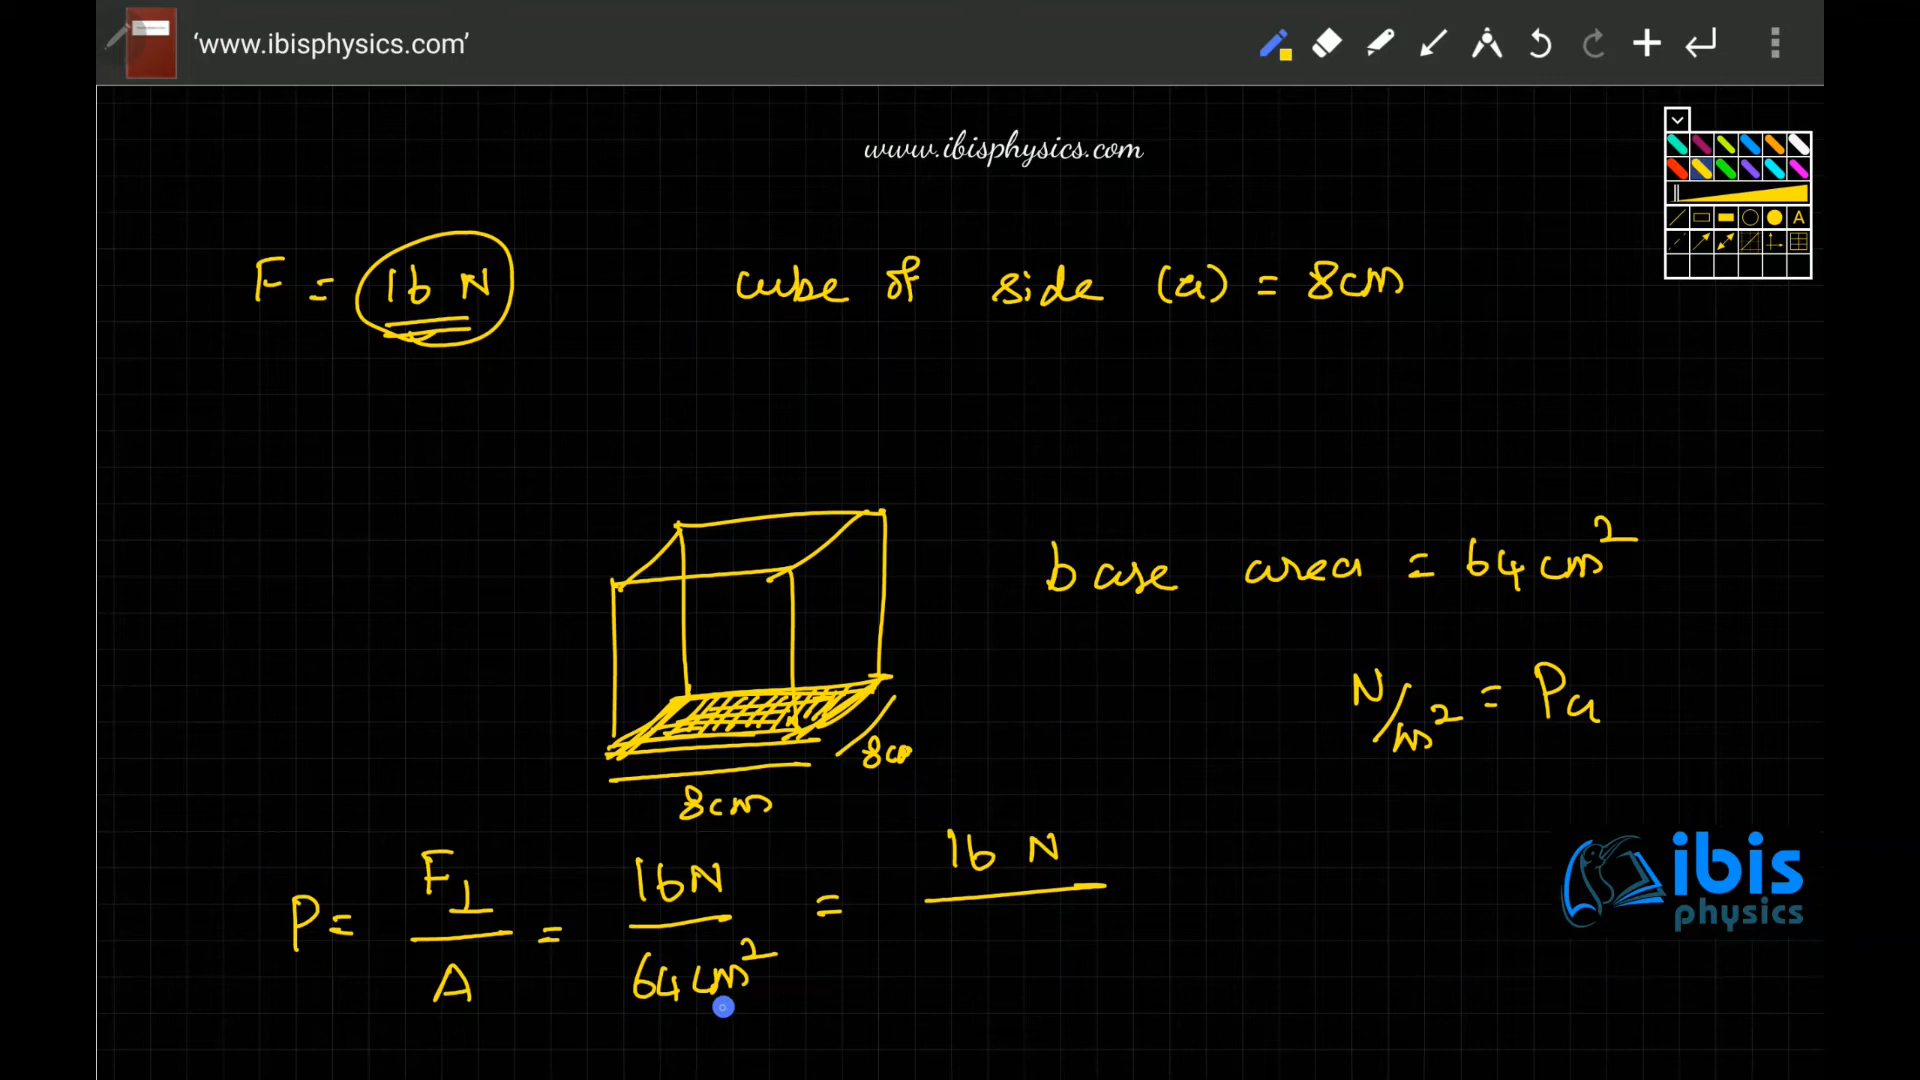 ‘www.ibisphysics.com’
www.ibisphysics.com
F = 16 N
cube of side (a) = 8cm
base area = 64 cm²
N/m² = Pa
8cm
8cm
P = F⊥/A = 16N/64cm² = 16 N
ibis
physics
A